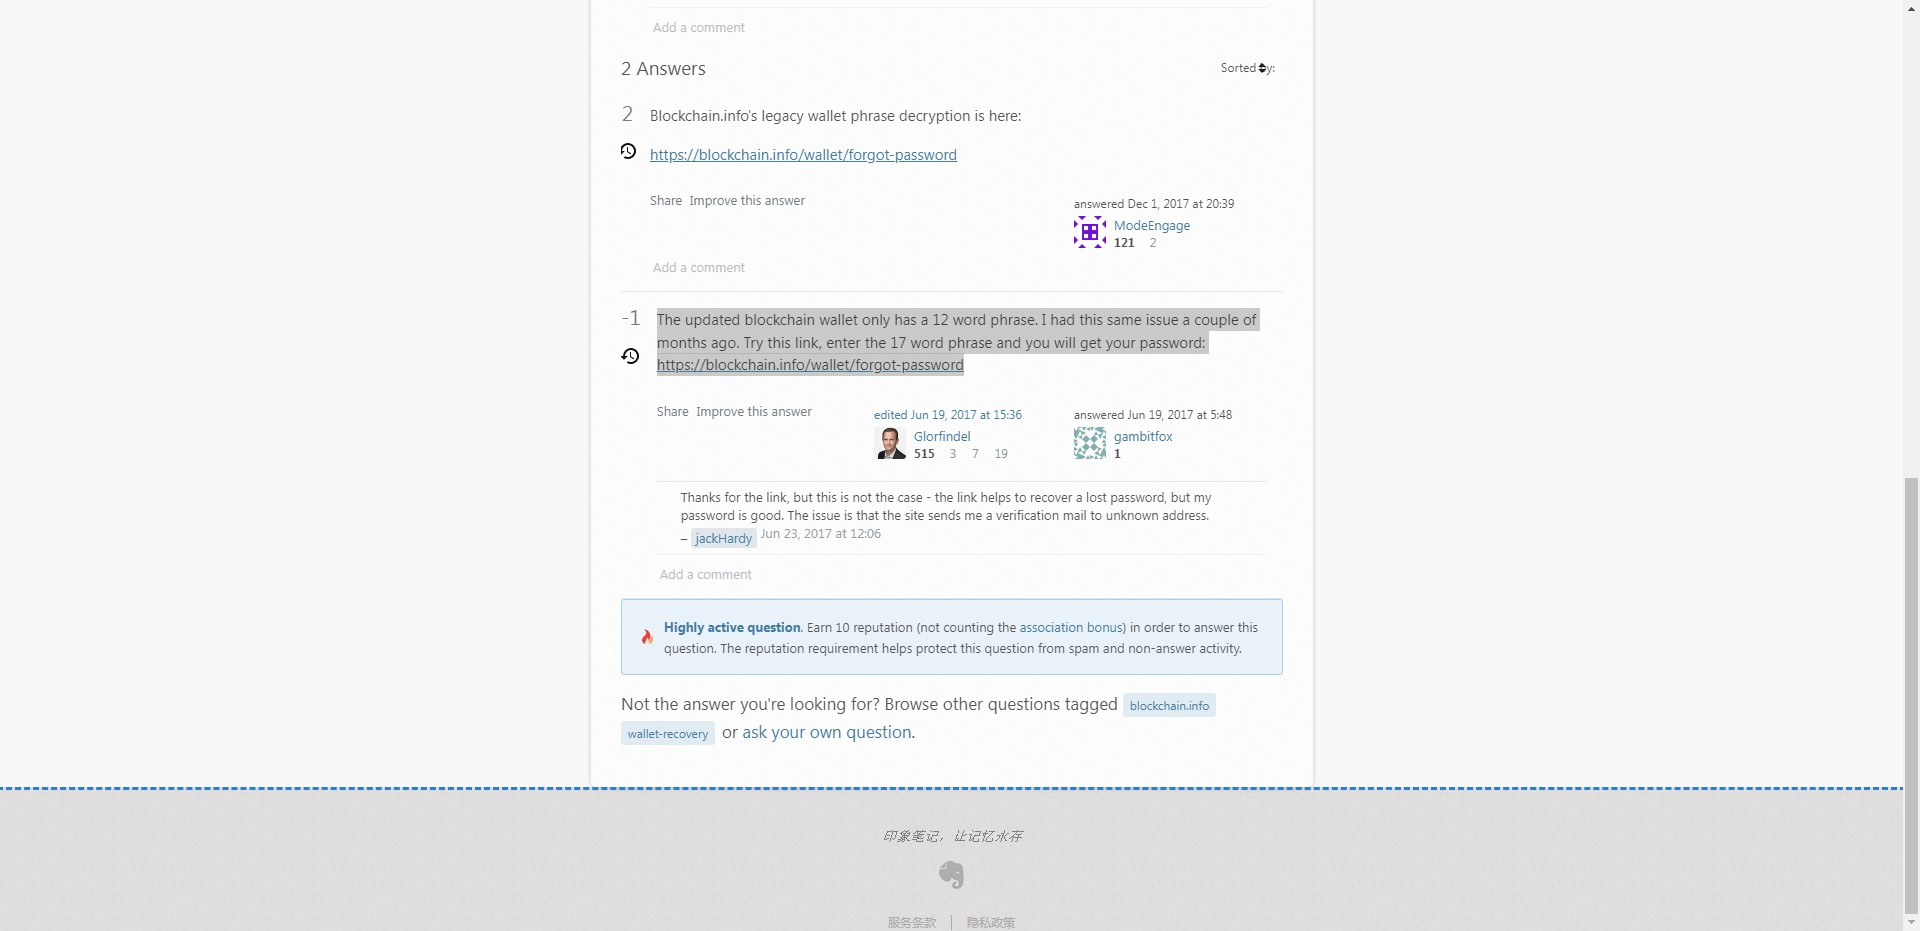 Add a comment
2 Answers
Sorted by:
2
Blockchain.info's legacy wallet phrase decryption is here:
https://blockchain.info/wallet/forgot-password
Share Improve this answer
answered Dec 1, 2017 at 20:39
ModeEngage
121 2
Add a comment
-1
The updated blockchain wallet only has a 12 word phrase. I had this same issue a couple of
months ago. Try this link, enter the 17 word phrase and you will get your password:
https://blockchain.info/wallet/forgot-password
Share Improve this answer
edited Jun 19, 2017 at 15:36
Glorfindel
515 3 7 19
answered Jun 19, 2017 at 5:48
gambitfox
1
Thanks for the link, but this is not the case - the link helps to recover a lost password, but my
password is good. The issue is that the site sends me a verification mail to unknown address.
– jackHardy Jun 23, 2017 at 12:06
Add a comment
Highly active question. Earn 10 reputation (not counting the association bonus) in order to answer this
question. The reputation requirement helps protect this question from spam and non-answer activity.
Not the answer you're looking for? Browse other questions tagged blockchain.info
wallet-recovery or ask your own question.
印象笔记，让记忆永存
服务条款 | 隐私政策